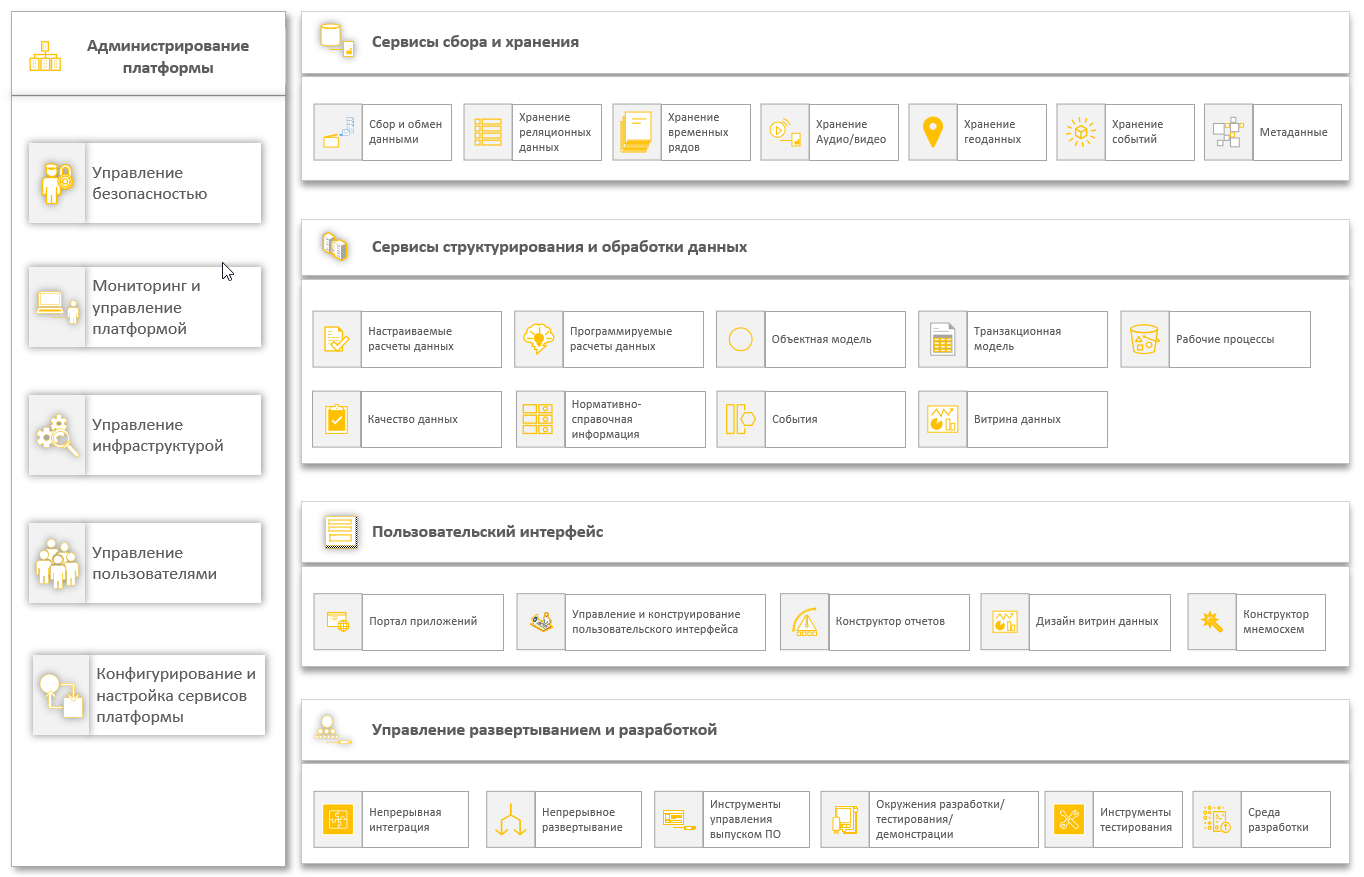 Администрирование
платформы
Управление
безопасностью
Мониторинг и
управление
платформой
Управление
инфраструктурой
Управление
пользователями
Конфигурирование и
настройка сервисов
платформы
Сервисы сбора и хранения
Сбор и обмен
данными
Хранение
реляционных
данных
Хранение
временных
рядов
Хранение
Аудио/видео
Хранение
геоданных
Хранение
событий
Метаданные
Сервисы структурирования и обработки данных
Настраиваемые
расчеты данных
Программируемые
расчеты данных
Объектная модель
Транзакционная
модель
Рабочие процессы
Качество данных
Нормативно-
справочная
информация
События
Витрина данных
Пользовательский интерфейс
Портал приложений
Управление и конструирование
пользовательского интерфейса
Конструктор отчетов
Дизайн витрин данных
Конструктор
мнемосхем
Управление развертыванием и разработкой
Непрерывная
интеграция
Непрерывное
развертывание
Инструменты
управления
выпуском ПО
Окружения разработки/
тестирования/
демонстрации
Инструменты
тестирования
Среда
разработки